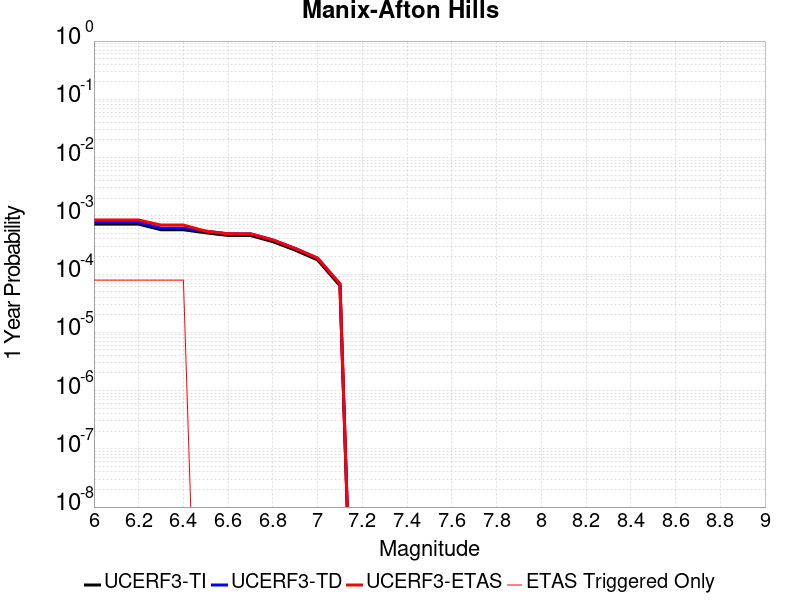 Manix-Afton Hills
10^0
10^-1
10^-2
10^-3
10^-4
10^-5
10^-6
10^-7
10^-8
1 Year Probability
6 6.2 6.4 6.6 6.8 7 7.2 7.4 7.6 7.8 8 8.2 8.4 8.6 8.8 9
Magnitude
UCERF3-TI UCERF3-TD UCERF3-ETAS ETAS Triggered Only